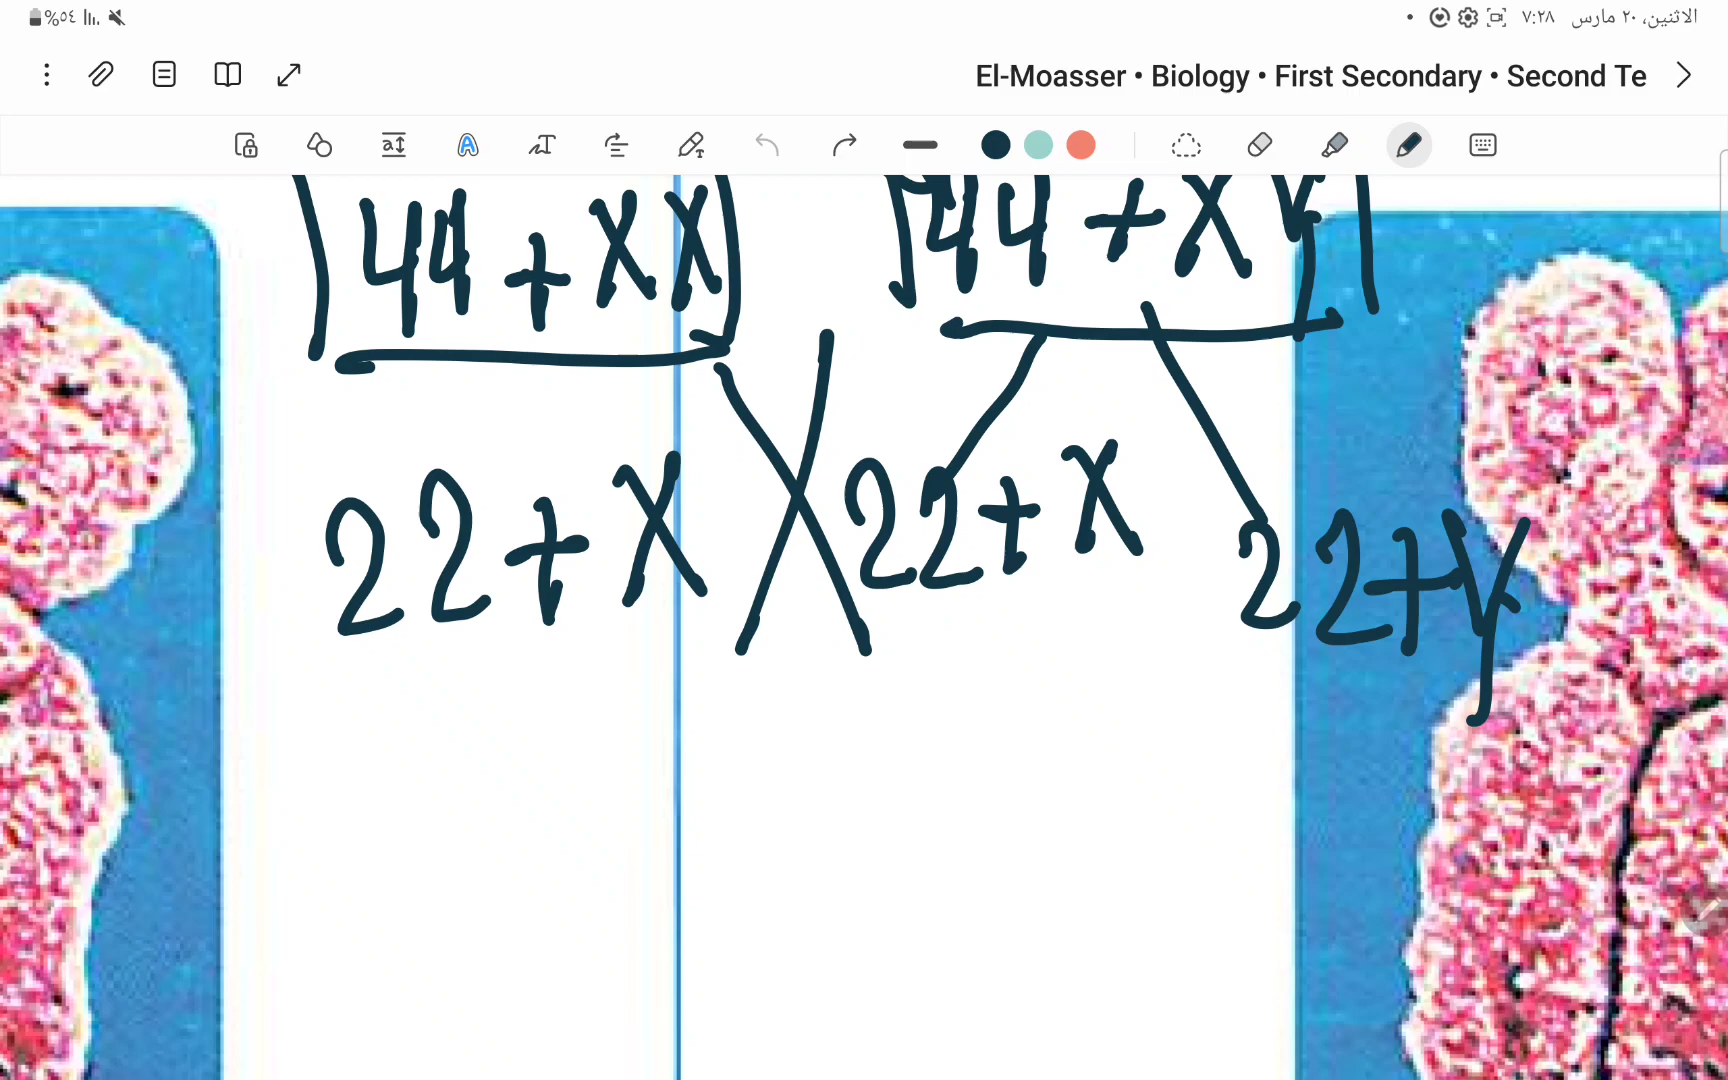 %٥٤
الاثنين، ٢٠ مارس ٧:٢٨
El-Moasser • Biology • First Secondary • Second Te
44 + XX 44 + XY
22 + X X 22 + X 22 + Y